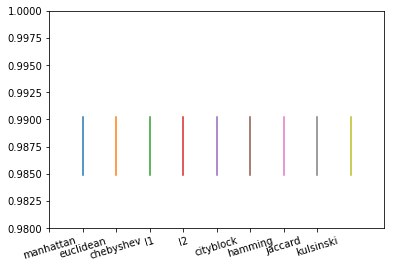 1.0000
0.9975
0.9950
0.9925
0.9900
0.9875
0.9850
0.9825
0.9800
manhattan
euclidean
chebyshev
l1
l2
cityblock
hamming
jaccard
kulsinski